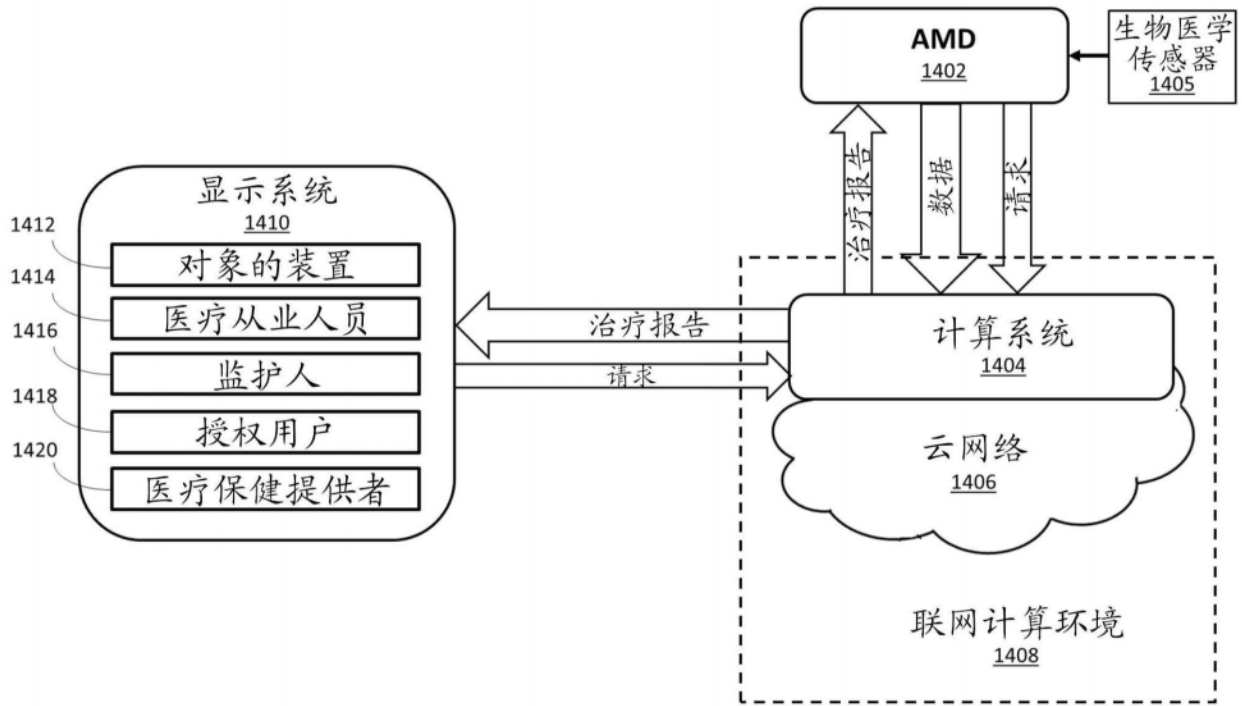 AMD
1402
生物医学
传感器
1405
治疗报告
数据
请求
显示系统
1410
1412
对象的装置
1414
医疗从业人员
1416
监护人
1418
授权用户
1420
医疗保健提供者
治疗报告
请求
计算系统
1404
云网络
1406
联网计算环境
1408